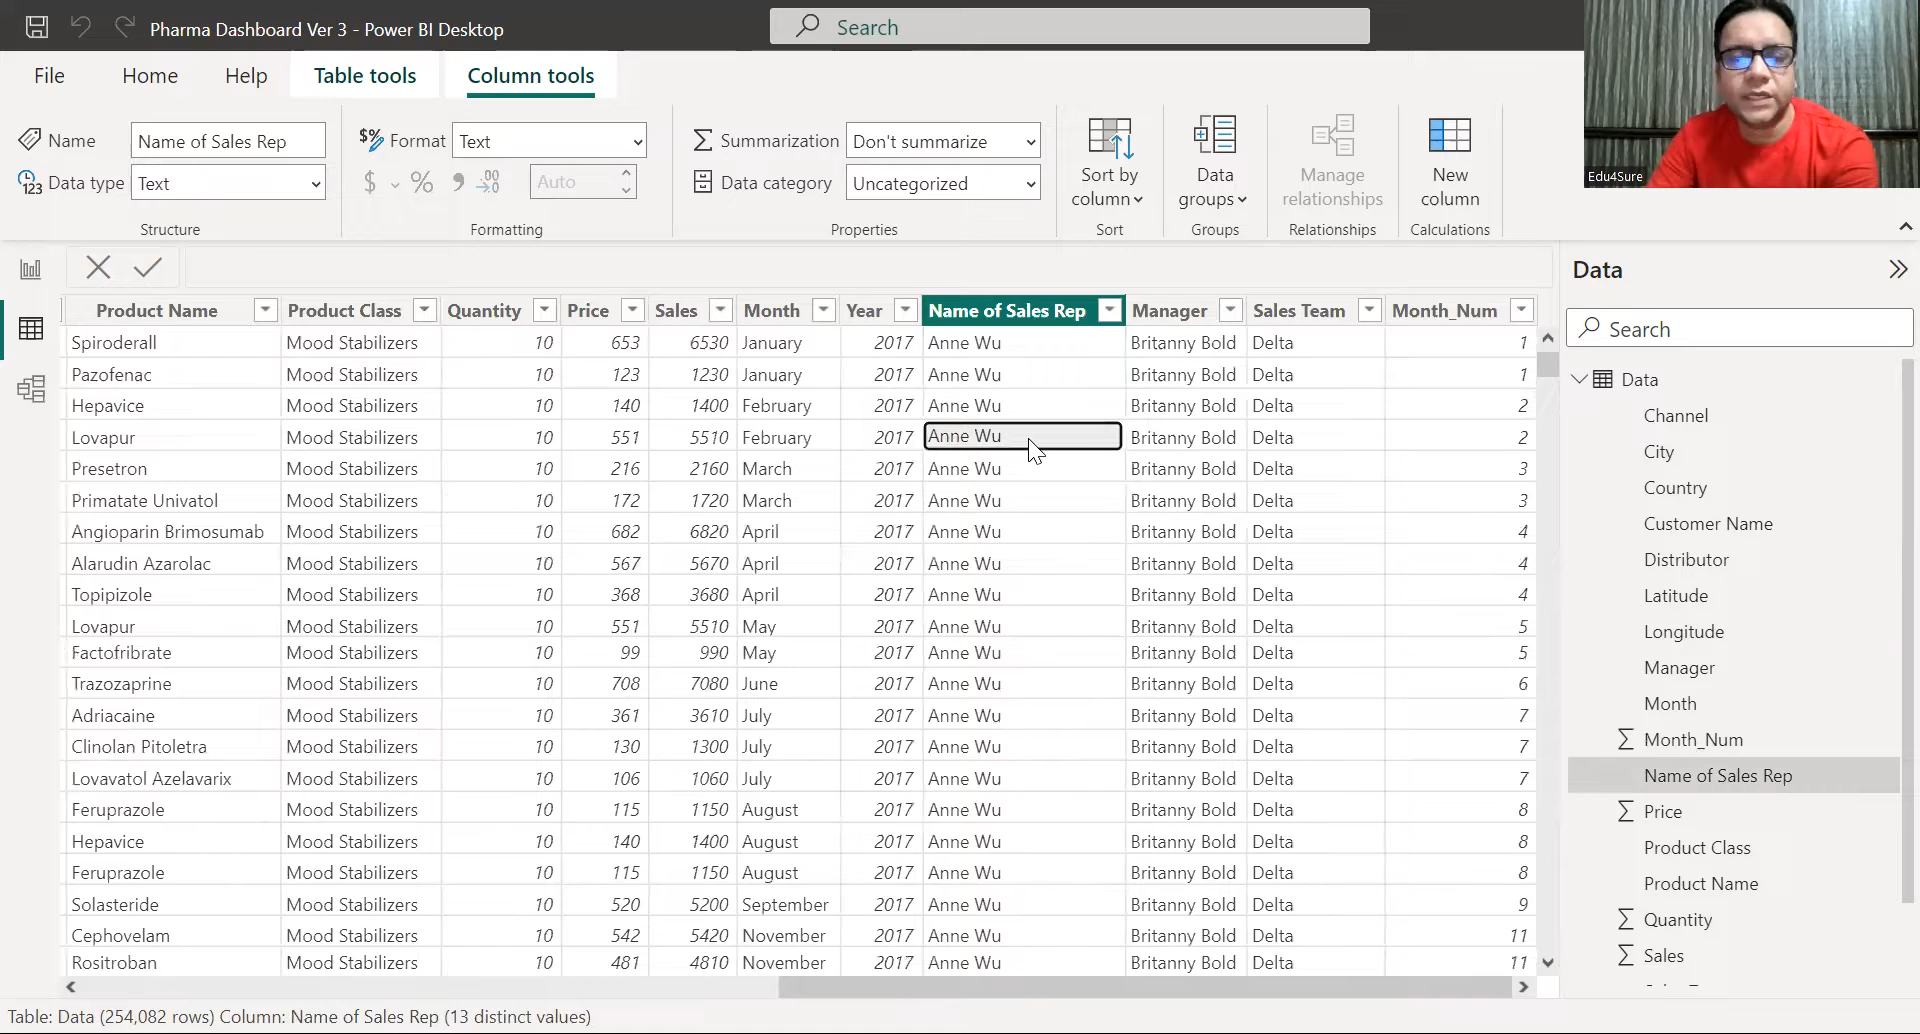 Pharma Dashboard Ver 3 - Power BI Desktop
Search
File Home Help Table tools Column tools
Name Name of Sales Rep
Data type Text
Structure
$% Format Text
$ % 9 .00 Auto
Formatting
Summarization Don't summarize
Data category Uncategorized
Properties
Sort by column
Sort
Data groups
Groups
Manage relationships
Relationships
New column
Calculations
Edu4Sure
Product Name Product Class Quantity Price Sales Month Year Name of Sales Rep Manager Sales Team Month_Num
Spiroderall Mood Stabilizers 10 653 6530 January 2017 Anne Wu Britanny Bold Delta 1
Pazofenac Mood Stabilizers 10 123 1230 January 2017 Anne Wu Britanny Bold Delta 1
Hepavice Mood Stabilizers 10 140 1400 February 2017 Anne Wu Britanny Bold Delta 2
Lovapur Mood Stabilizers 10 551 5510 February 2017 Anne Wu Britanny Bold Delta 2
Presetron Mood Stabilizers 10 216 2160 March 2017 Anne Wu Britanny Bold Delta 3
Primatate Univatol Mood Stabilizers 10 172 1720 March 2017 Anne Wu Britanny Bold Delta 3
Angioparin Brimosumab Mood Stabilizers 10 682 6820 April 2017 Anne Wu Britanny Bold Delta 4
Alarudin Azarolac Mood Stabilizers 10 567 5670 April 2017 Anne Wu Britanny Bold Delta 4
Topipizole Mood Stabilizers 10 368 3680 April 2017 Anne Wu Britanny Bold Delta 4
Lovapur Mood Stabilizers 10 551 5510 May 2017 Anne Wu Britanny Bold Delta 5
Factofribrate Mood Stabilizers 10 99 990 May 2017 Anne Wu Britanny Bold Delta 5
Trazozaprine Mood Stabilizers 10 708 7080 June 2017 Anne Wu Britanny Bold Delta 6
Adriacaine Mood Stabilizers 10 361 3610 July 2017 Anne Wu Britanny Bold Delta 7
Clinolan Pitoletra Mood Stabilizers 10 130 1300 July 2017 Anne Wu Britanny Bold Delta 7
Lovavatol Azelavarix Mood Stabilizers 10 106 1060 July 2017 Anne Wu Britanny Bold Delta 7
Feruprazole Mood Stabilizers 10 115 1150 August 2017 Anne Wu Britanny Bold Delta 8
Hepavice Mood Stabilizers 10 140 1400 August 2017 Anne Wu Britanny Bold Delta 8
Feruprazole Mood Stabilizers 10 115 1150 August 2017 Anne Wu Britanny Bold Delta 8
Solasteride Mood Stabilizers 10 520 5200 September 2017 Anne Wu Britanny Bold Delta 9
Cephovelam Mood Stabilizers 10 542 5420 November 2017 Anne Wu Britanny Bold Delta 11
Rositroban Mood Stabilizers 10 481 4810 November 2017 Anne Wu Britanny Bold Delta 11
Data
Search
Data
Channel
City
Country
Customer Name
Distributor
Latitude
Longitude
Manager
Month
Month_Num
Name of Sales Rep
Price
Product Class
Product Name
Quantity
Sales
Table: Data (254,082 rows) Column: Name of Sales Rep (13 distinct values)